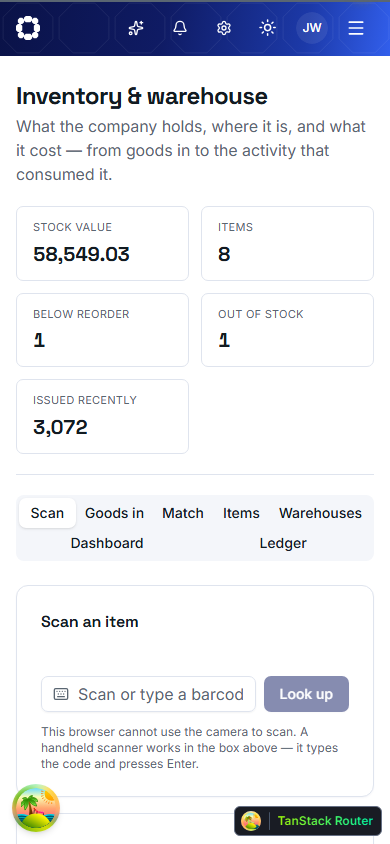 JW
Inventory & warehouse
What the company holds, where it is, and what
it cost — from goods in to the activity that
consumed it.
STOCK VALUE
58,549.03
ITEMS
8
BELOW REORDER
1
OUT OF STOCK
1
ISSUED RECENTLY
3,072
Scan
Goods in
Match
Items
Warehouses
Dashboard
Ledger
Scan an item
Scan or type a barcod
Look up
This browser cannot use the camera to scan. A
handheld scanner works in the box above — it types
the code and presses Enter.
TanStack Router